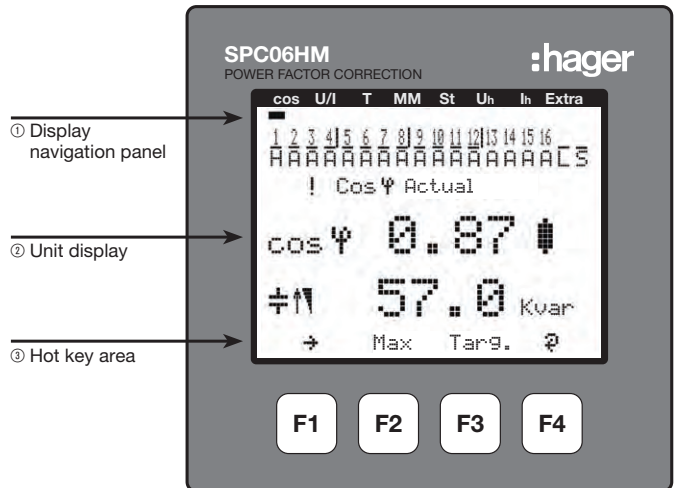 SPC06HM
:hager
POWER FACTOR CORRECTION
cos U/I T MM St Uh Ih Extra
① Display
navigation panel
1 2 3 4 5 6 7 8 9 10 11 12 13 14 15 16
A A A A A A A A A A A A A A A A C S
! Cos φ Actual
② Unit display
cos φ 0.87
57.0 Kvar
③ Hot key area
→ Max Targ.
F1 F2 F3 F4